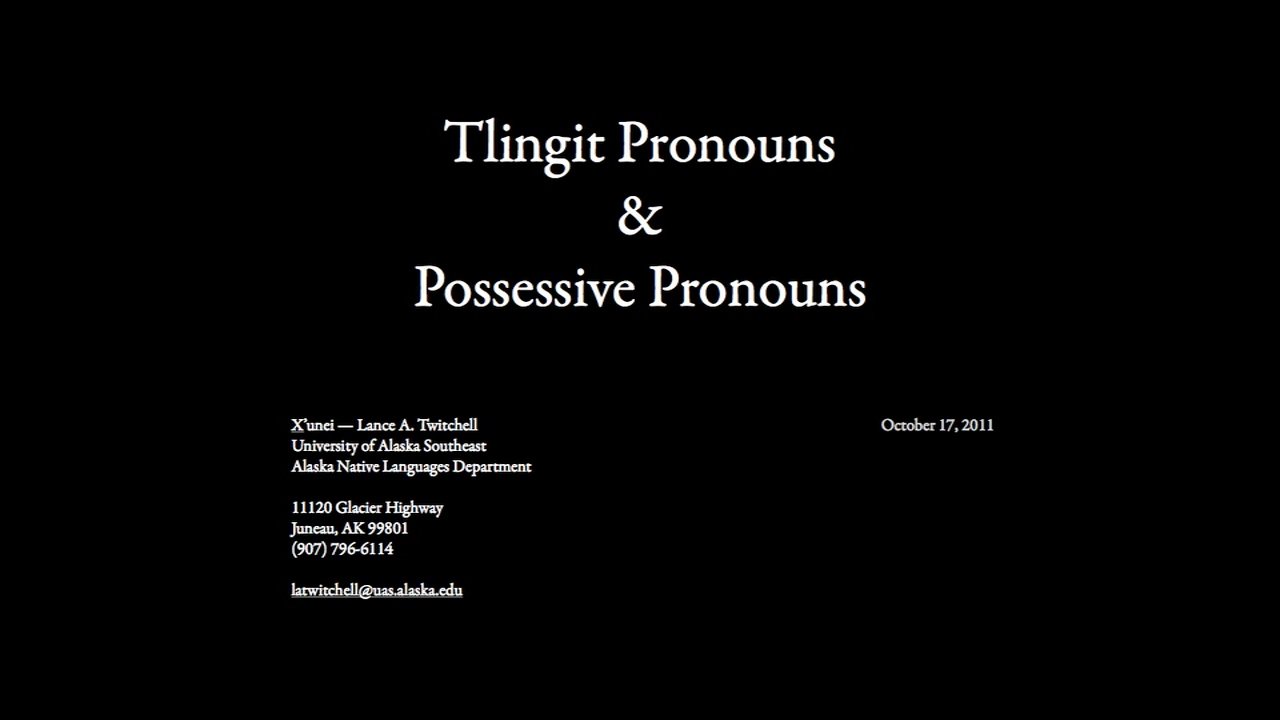 Tlingit Pronouns
&
Possessive Pronouns
X̲’unei — Lance A. Twitchell
October 17, 2011
University of Alaska Southeast
Alaska Native Languages Department
11120 Glacier Highway
Juneau, AK 99801
(907) 796-6114
latwitchell@uas.alaska.edu